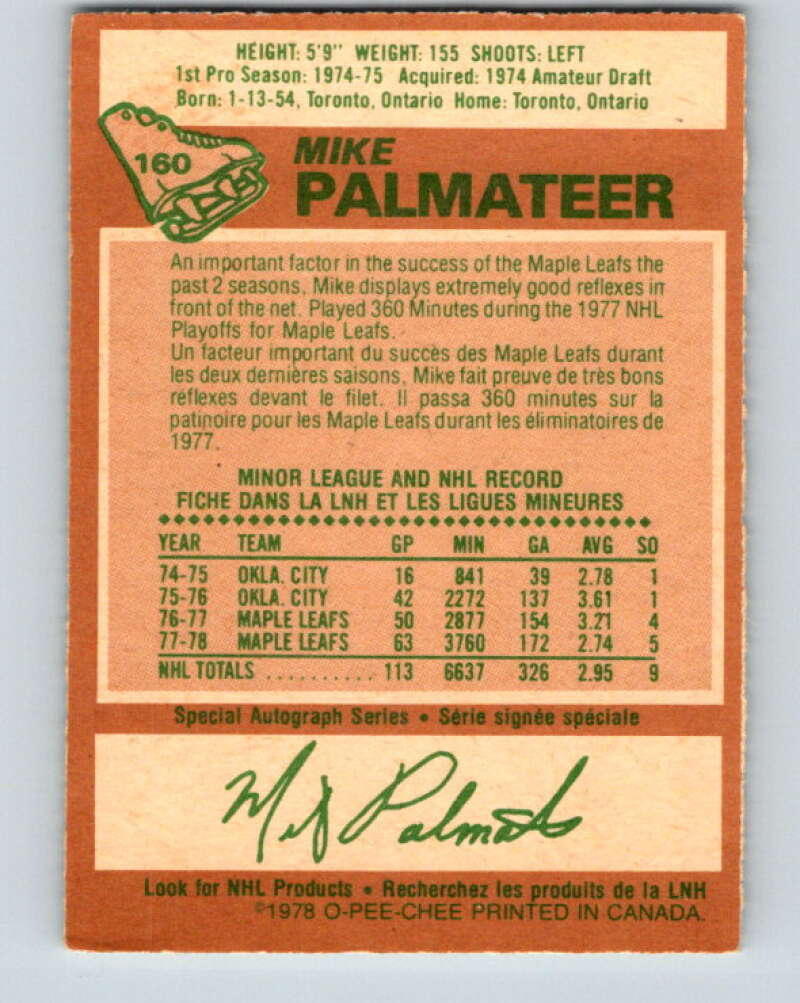 HEIGHT: 5'9" WEIGHT: 155 SHOOTS: LEFT
1st Pro Season: 1974-75 Acquired: 1974 Amateur Draft
Born: 1-13-54, Toronto, Ontario Home: Toronto, Ontario
160
MIKE
PALMATEER
An important factor in the success of the Maple Leafs the
past 2 seasons, Mike displays extremely good reflexes in
front of the net. Played 360 Minutes during the 1977 NHL
Playoffs for Maple Leafs.
Un facteur important du succès des Maple Leafs durant
les deux dernières saisons, Mike fait preuve de très bons
réflexes devant le filet. Il passa 360 minutes sur la
patinoire pour les Maple Leafs durant les éliminatoires de
1977.
MINOR LEAGUE AND NHL RECORD
FICHE DANS LA LNH ET LES LIGUES MINEURES
YEAR TEAM GP MIN GA AVG SO
74-75 OKLA. CITY 16 841 39 2.78 1
75-76 OKLA. CITY 42 2272 137 3.61 1
76-77 MAPLE LEAFS 50 2877 154 3.21 4
77-78 MAPLE LEAFS 63 3760 172 2.74 5
NHL TOTALS .......... 113 6637 326 2.95 9
Special Autograph Series • Série signée spéciale
Mike Palmateer
Look for NHL Products • Recherchez les produits de la LNH
©1978 O-PEE-CHEE PRINTED IN CANADA.